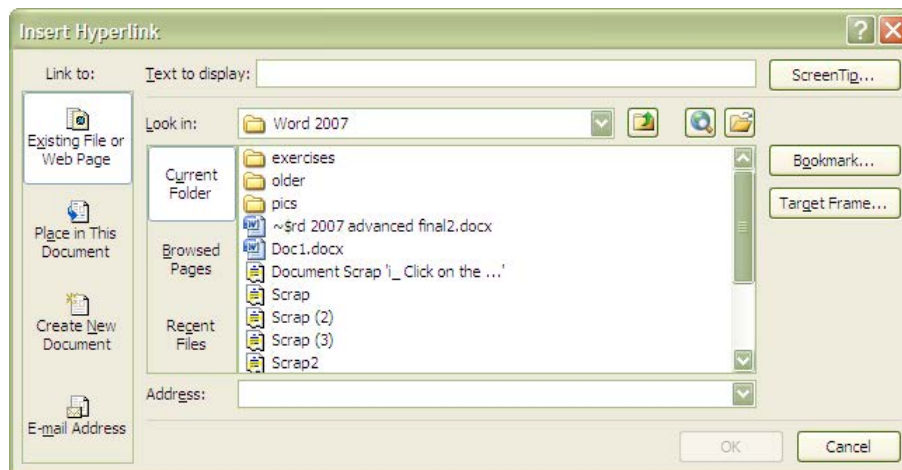 Insert Hyperlink
Link to:
Text to display:
ScreenTip...
Existing File or
Web Page
Place in This
Document
Create New
Document
E-mail Address
Look in:
Word 2007
Current
Folder
Browsed
Pages
Recent
Files
exercises
older
pics
~$rd 2007 advanced final2.docx
Doc1.docx
Document Scrap 'i_ Click on the ...'
Scrap
Scrap (2)
Scrap (3)
Scrap2
Bookmark...
Target Frame...
Address:
OK
Cancel